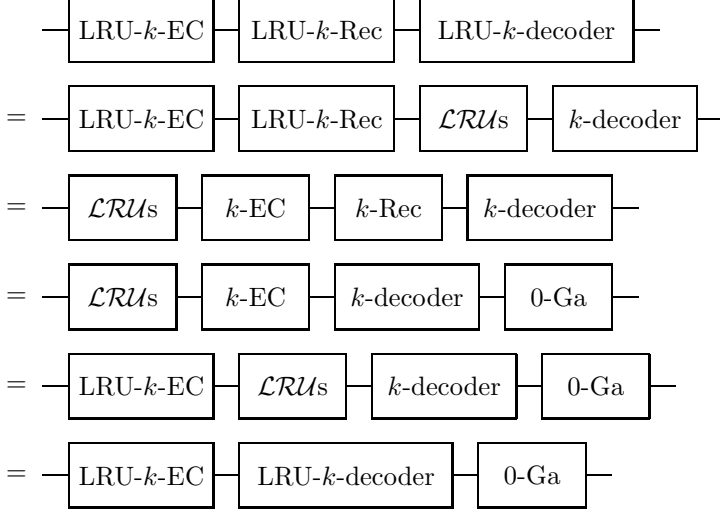 LRU-k-EC LRU-k-Rec LRU-k-decoder
= LRU-k-EC LRU-k-Rec ℒℛ𝒰s k-decoder
= ℒℛ𝒰s k-EC k-Rec k-decoder
= ℒℛ𝒰s k-EC k-decoder 0-Ga
= LRU-k-EC ℒℛ𝒰s k-decoder 0-Ga
= LRU-k-EC LRU-k-decoder 0-Ga